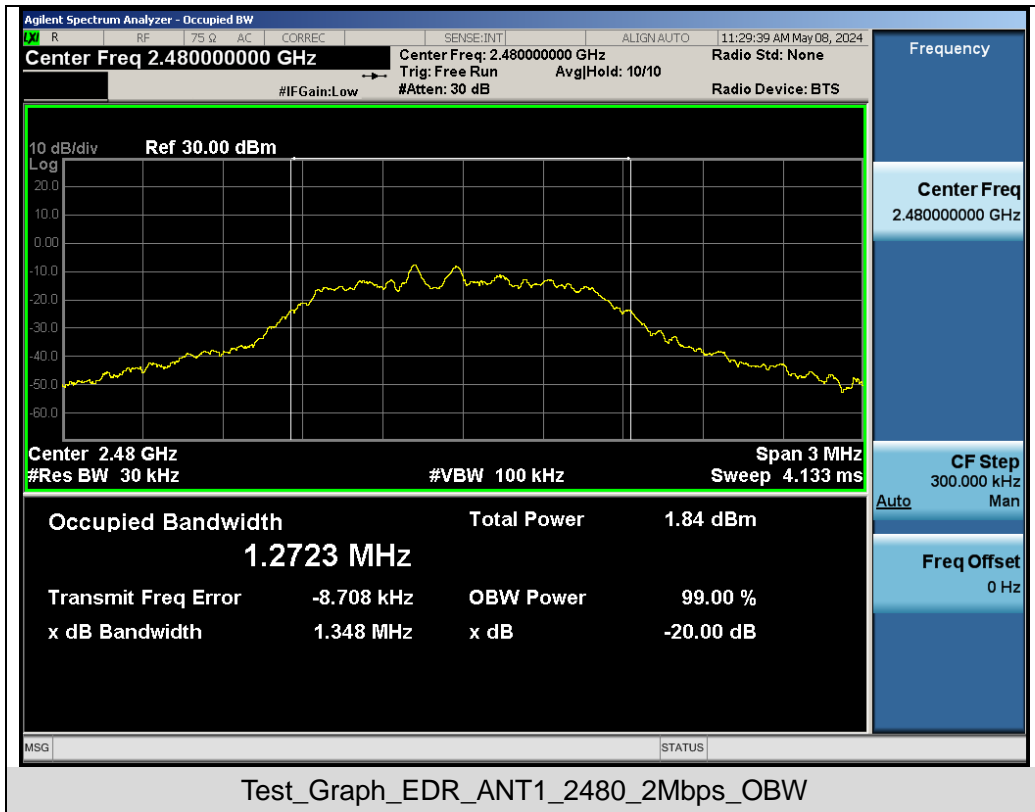 Agilent Spectrum Analyzer - Occupied BW
LXI R RF 75 Ω AC CORREC SENSE:INT ALIGN AUTO 11:29:39 AM May 08, 2024
Center Freq 2.480000000 GHz Center Freq: 2.480000000 GHz Radio Std: None
Trig: Free Run Avg|Hold: 10/10
#IFGain:Low #Atten: 30 dB Radio Device: BTS
Frequency
10 dB/div Ref 30.00 dBm
Log
20.0
10.0
0.00
-10.0
-20.0
-30.0
-40.0
-50.0
-60.0
Center 2.48 GHz Span 3 MHz
#Res BW 30 kHz #VBW 100 kHz Sweep 4.133 ms
Center Freq
2.480000000 GHz
CF Step
300.000 kHz
Auto Man
Freq Offset
0 Hz
Occupied Bandwidth Total Power 1.84 dBm
1.2723 MHz
Transmit Freq Error -8.708 kHz OBW Power 99.00 %
x dB Bandwidth 1.348 MHz x dB -20.00 dB
MSG STATUS
Test_Graph_EDR_ANT1_2480_2Mbps_OBW